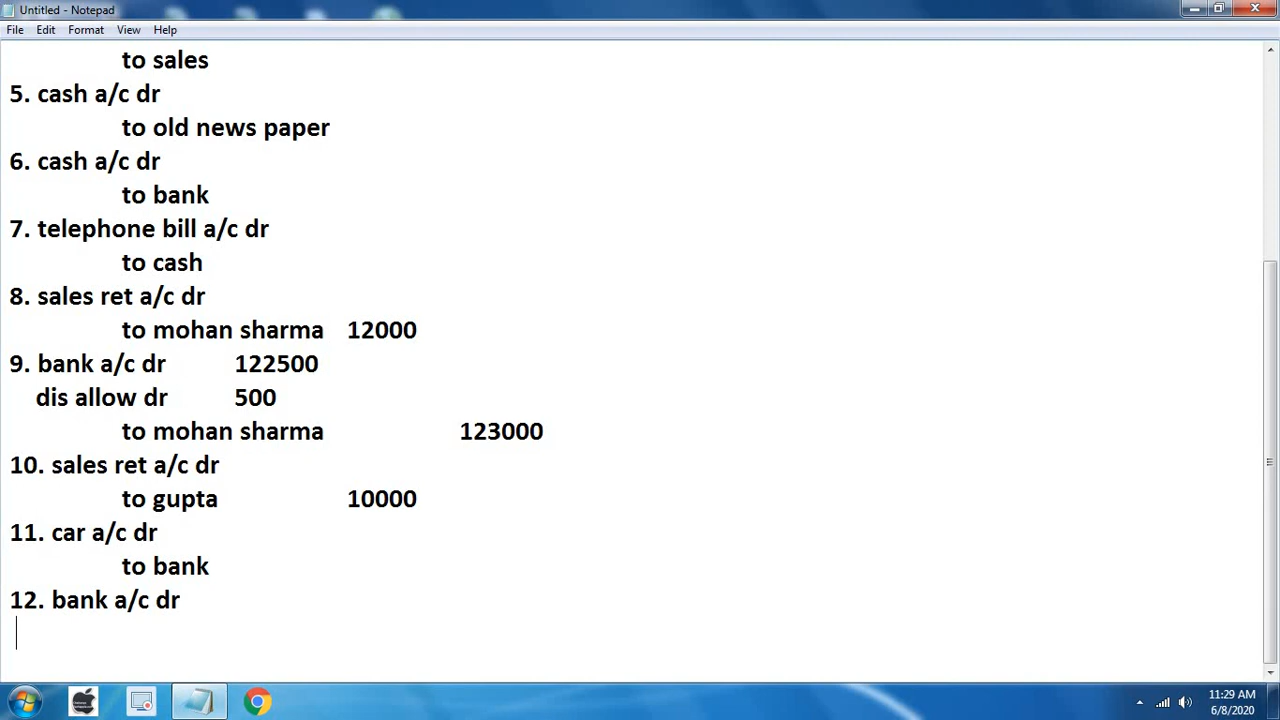 Untitled - Notepad
File Edit Format View Help
to sales
5. cash a/c dr
to old news paper
6. cash a/c dr
to bank
7. telephone bill a/c dr
to cash
8. sales ret a/c dr
to mohan sharma 12000
9. bank a/c dr 122500
dis allow dr 500
to mohan sharma 123000
10. sales ret a/c dr
to gupta 10000
11. car a/c dr
to bank
12. bank a/c dr
11:29 AM
6/8/2020